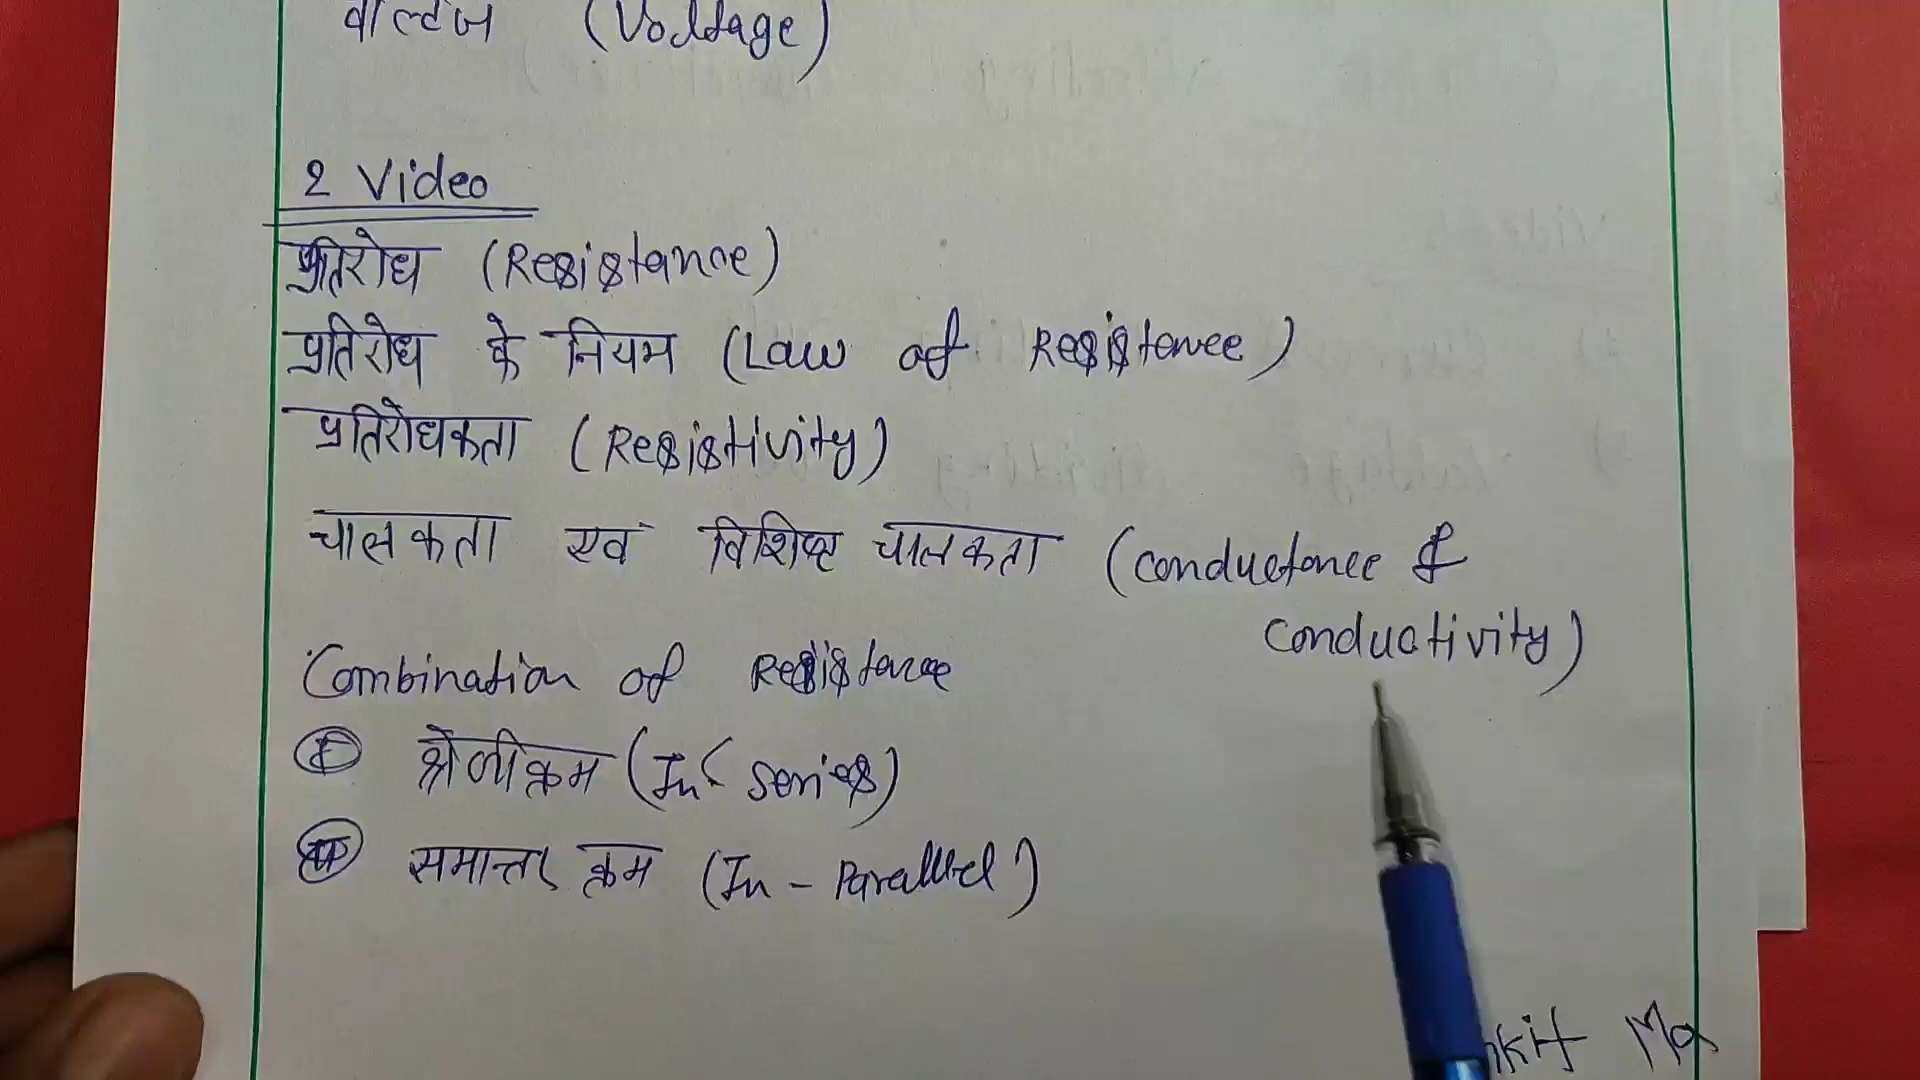 वोल्टेज (Voltage)
2 Video
प्रतिरोध (Resistance)
प्रतिरोध के नियम (Law of Resistance)
प्रतिरोधकता (Resistivity)
चालकता एवं विशिष्ट चालकता (Conductance &
Conductivity)
Combination of Resistance
I श्रेणीक्रम (In- Series)
II समान्तर क्रम (In - Parallel)